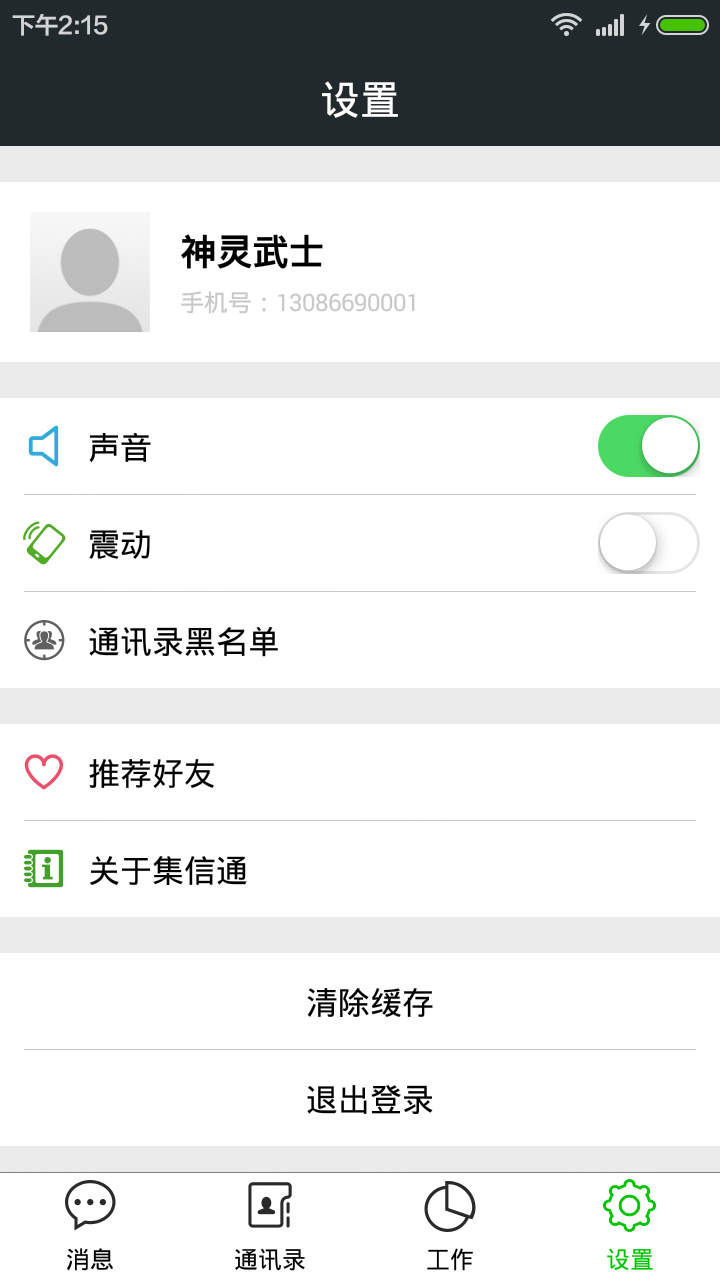 下午2:15
设置
神灵武士
手机号：13086690001
声音
震动
通讯录黑名单
推荐好友
关于集信通
清除缓存
退出登录
消息 通讯录 工作 设置